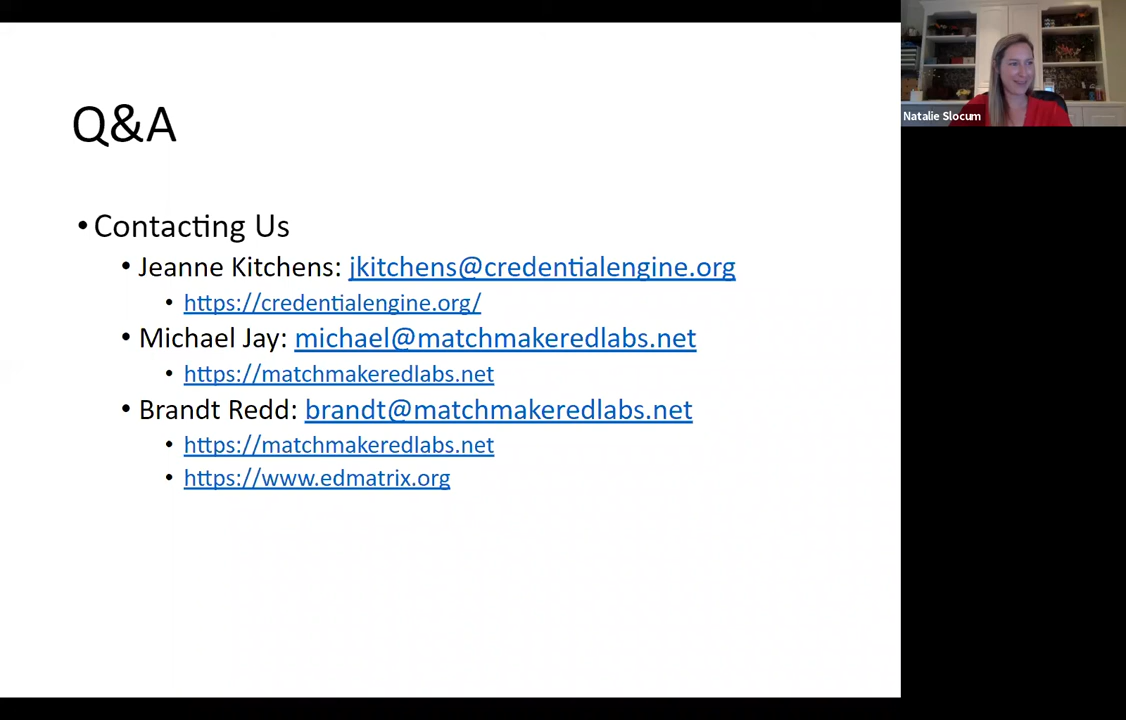 Q&A
• Contacting Us
• Jeanne Kitchens: jkitchens@credentialengine.org
• https://credentialengine.org/
• Michael Jay: michael@matchmakeredlabs.net
• https://matchmakeredlabs.net
• Brandt Redd: brandt@matchmakeredlabs.net
• https://matchmakeredlabs.net
• https://www.edmatrix.org
Natalie Slocum